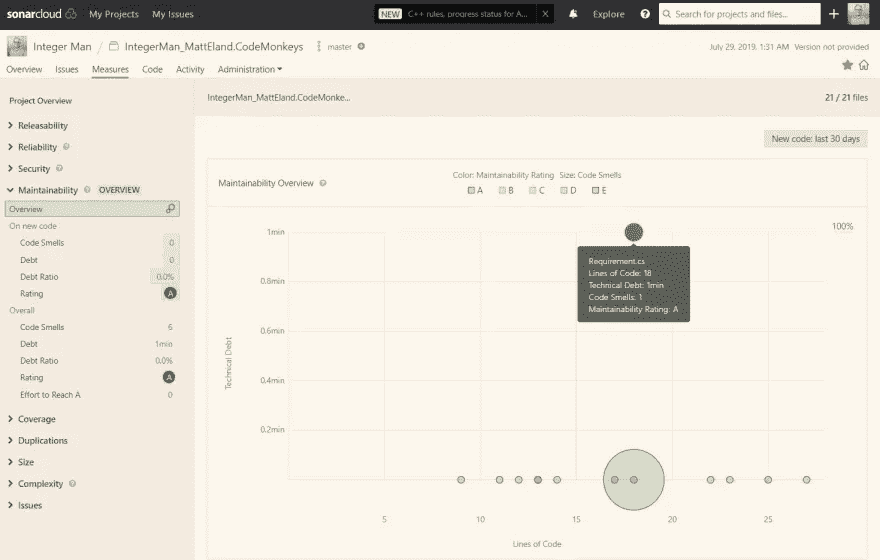 sonarcloud My Projects My Issues NEW C++ rules, progress status for A... X Explore ? Search for projects and files... +
Integer Man / IntegerMan_MattEland.CodeMonkeys master
July 29, 2019, 1:31 AM Version not provided
Overview Issues Measures Code Activity Administration
Project Overview
IntegerMan_MattEland.CodeMonke...
21 / 21 files
Releasability
Reliability
Security
Maintainability OVERVIEW
Overview
On new code
Code Smells 0
Debt 0
Debt Ratio 0.0%
Rating A
Overall
Code Smells 6
Debt 1min
Debt Ratio 0.0%
Rating A
Effort to Reach A 0
Coverage
Duplications
Size
Complexity
Issues
New code: last 30 days
Maintainability Overview
Color: Maintainability Rating Size: Code Smells
A B C D E
100%
1min
0.8min
0.6min
0.4min
0.2min
Technical Debt
Requirement.cs
Lines of Code: 18
Technical Debt: 1min
Code Smells: 1
Maintainability Rating: A
5 10 15 20 25
Lines of Code